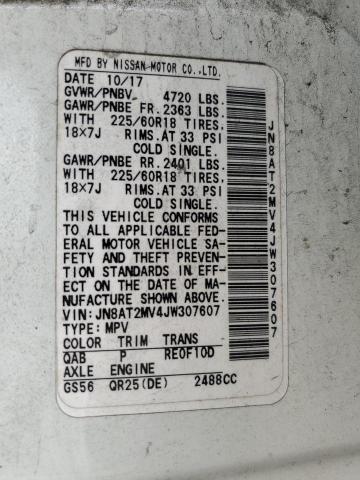 MFD BY NISSAN MOTOR CO.,LTD.
DATE 10/17
GVWR/PNBV 4720 LBS.
GAWR/PNBE FR. 2363 LBS.
WITH 225/60R18 TIRES,
18X7J RIMS.AT 33 PSI
COLD SINGLE.
GAWR/PNBE RR. 2401 LBS.
WITH 225/60R18 TIRES,
18X7J RIMS.AT 33 PSI
COLD SINGLE.
THIS VEHICLE CONFORMS
TO ALL APPLICABLE FED-
ERAL MOTOR VEHICLE SA-
FETY AND THEFT PREVEN-
TION STANDARDS IN EFF-
ECT ON THE DATE OF MA-
NUFACTURE SHOWN ABOVE.
VIN:JN8AT2MV4JW307607
TYPE: MPV
COLOR TRIM TRANS
QAB P RE0F10D
AXLE ENGINE
GS56 QR25(DE) 2488CC
JN8AT2MV4JW307607